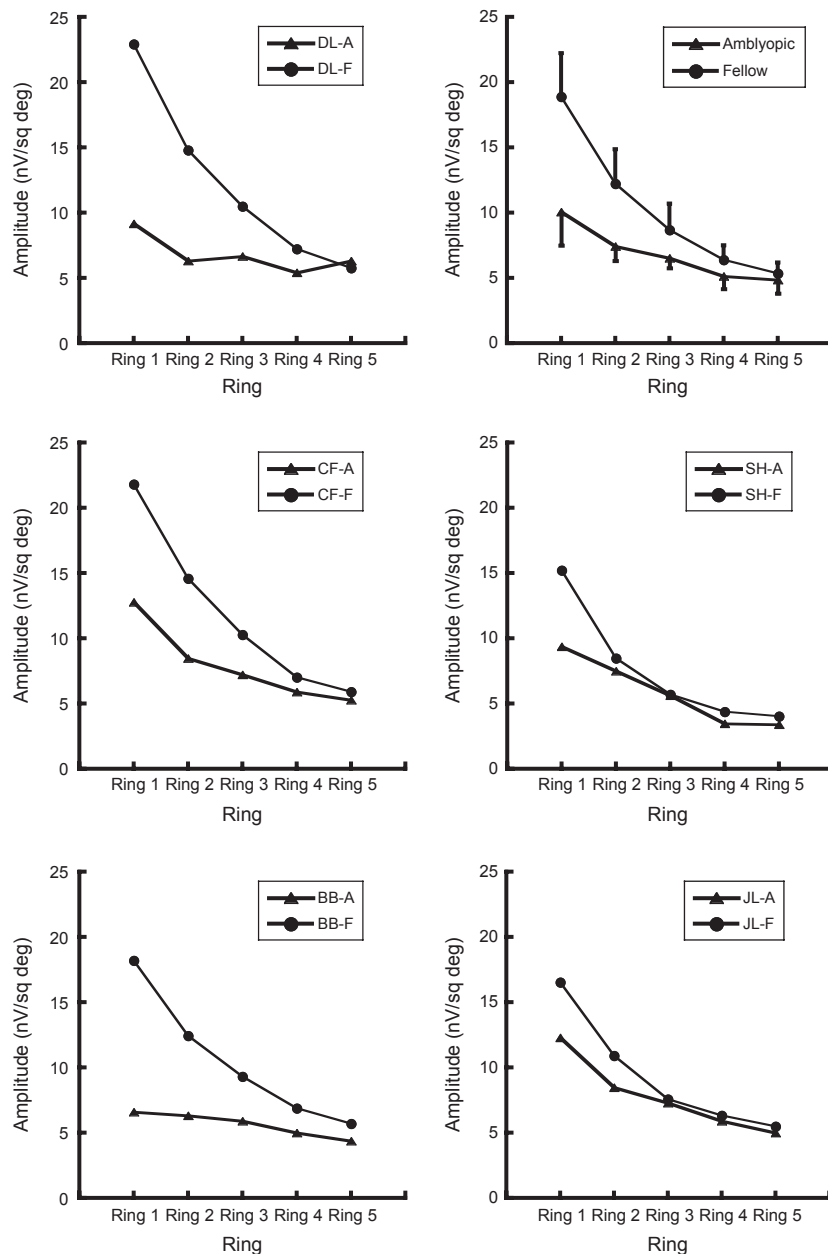 Amplitude (nV/sq deg)
25
20
15
10
5
0
DL-A
DL-F
Ring 1 Ring 2 Ring 3 Ring 4 Ring 5
Ring
Amplitude (nV/sq deg)
25
20
15
10
5
0
Amblyopic
Fellow
Ring 1 Ring 2 Ring 3 Ring 4 Ring 5
Ring
Amplitude (nV/sq deg)
25
20
15
10
5
0
CF-A
CF-F
Ring 1 Ring 2 Ring 3 Ring 4 Ring 5
Ring
Amplitude (nV/sq deg)
25
20
15
10
5
0
SH-A
SH-F
Ring 1 Ring 2 Ring 3 Ring 4 Ring 5
Ring
Amplitude (nV/sq deg)
25
20
15
10
5
0
BB-A
BB-F
Ring 1 Ring 2 Ring 3 Ring 4 Ring 5
Ring
Amplitude (nV/sq deg)
25
20
15
10
5
0
JL-A
JL-F
Ring 1 Ring 2 Ring 3 Ring 4 Ring 5
Ring